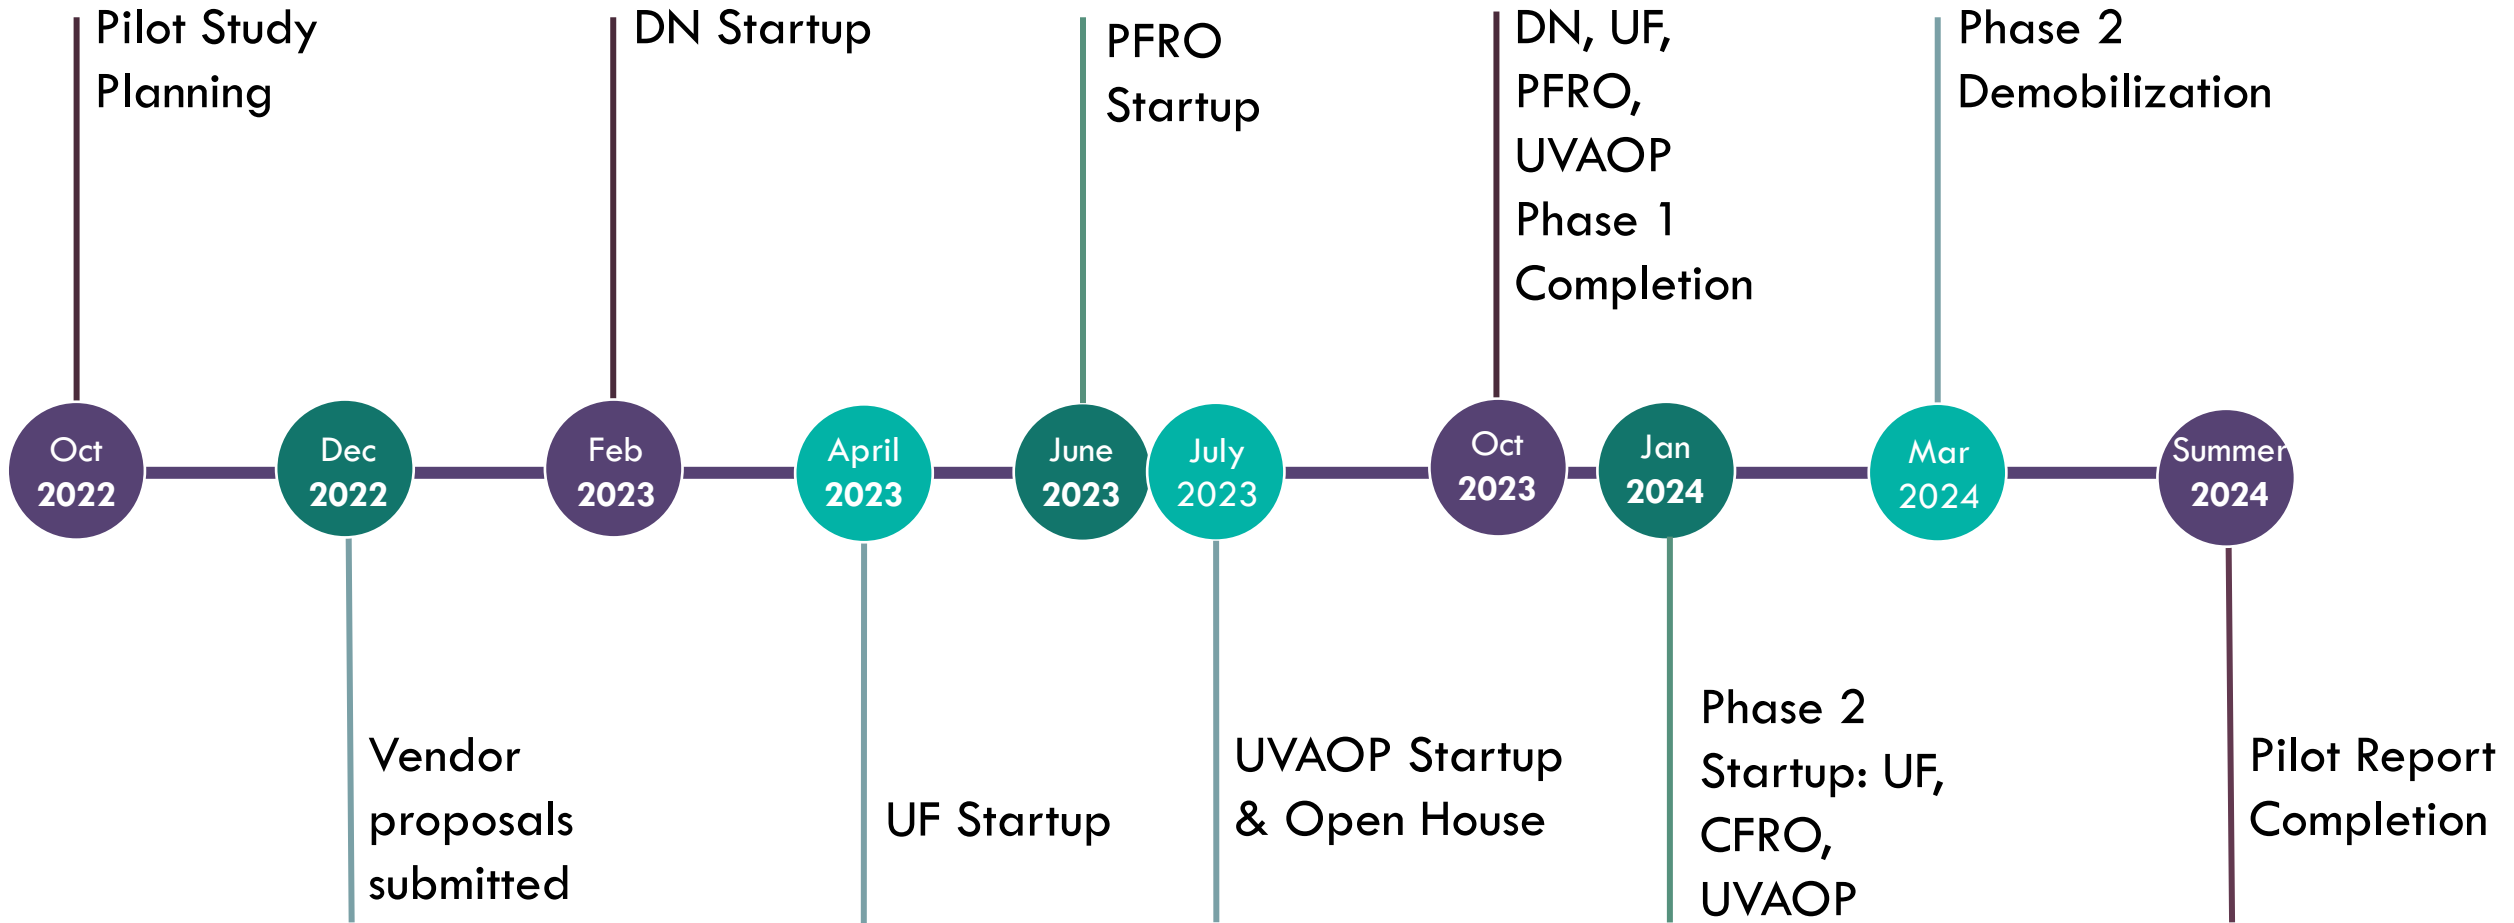 Pilot Study
Planning
DN Startup
PFRO
Startup
DN, UF,
PFRO,
UVAOP
Phase 1
Completion
Phase 2
Demobilization
Oct
2022
Dec
2022
Feb
2023
April
2023
June
2023
July
2023
Oct
2023
Jan
2024
Mar
2024
Summer
2024
Vendor
proposals
submitted
UF Startup
UVAOP Startup
& Open House
Phase 2
Startup: UF,
CFRO,
UVAOP
Pilot Report
Completion